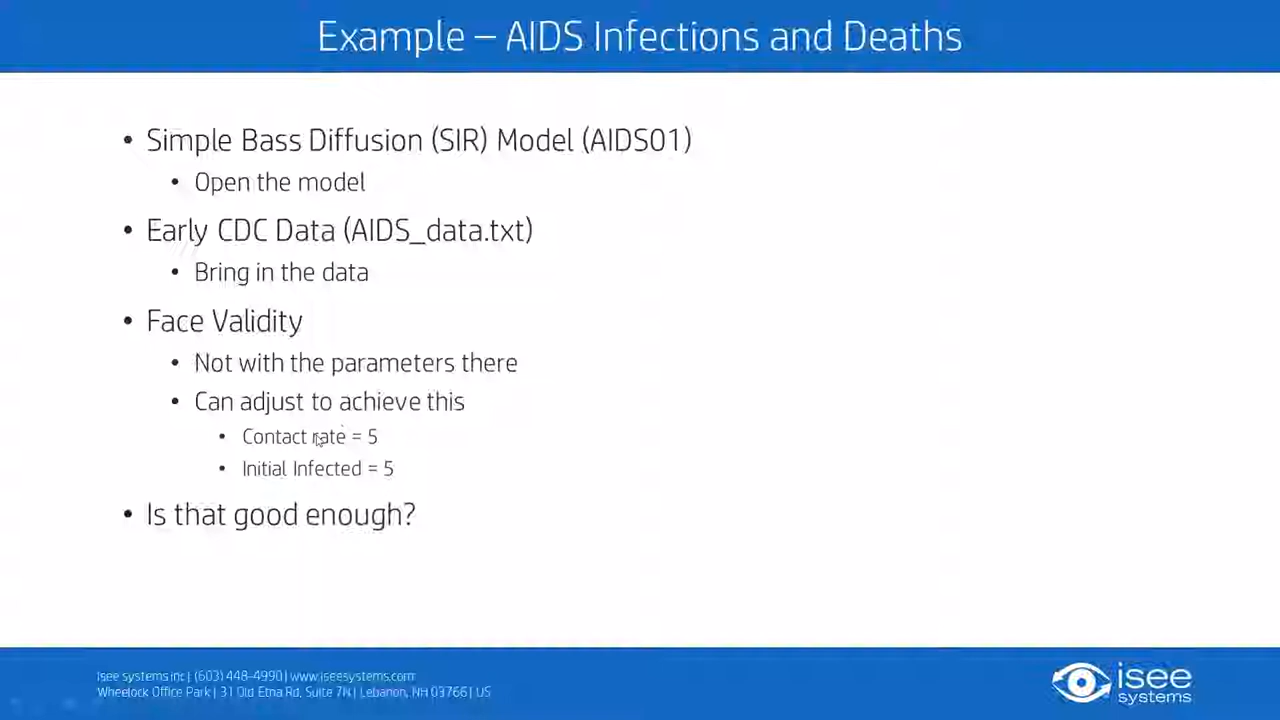 Example – AIDS Infections and Deaths
• Simple Bass Diffusion (SIR) Model (AIDS01)
• Open the model
• Early CDC Data (AIDS_data.txt)
• Bring in the data
• Face Validity
• Not with the parameters there
• Can adjust to achieve this
• Contact rate = 5
• Initial Infected = 5
• Is that good enough?
Isee systems inc | (603) 448-4990 | www.iseesystems.com
Wheelock Office Park | 31 Old Etna Rd, Suite 7N | Lebanon, NH 03766 | US
isee
systems